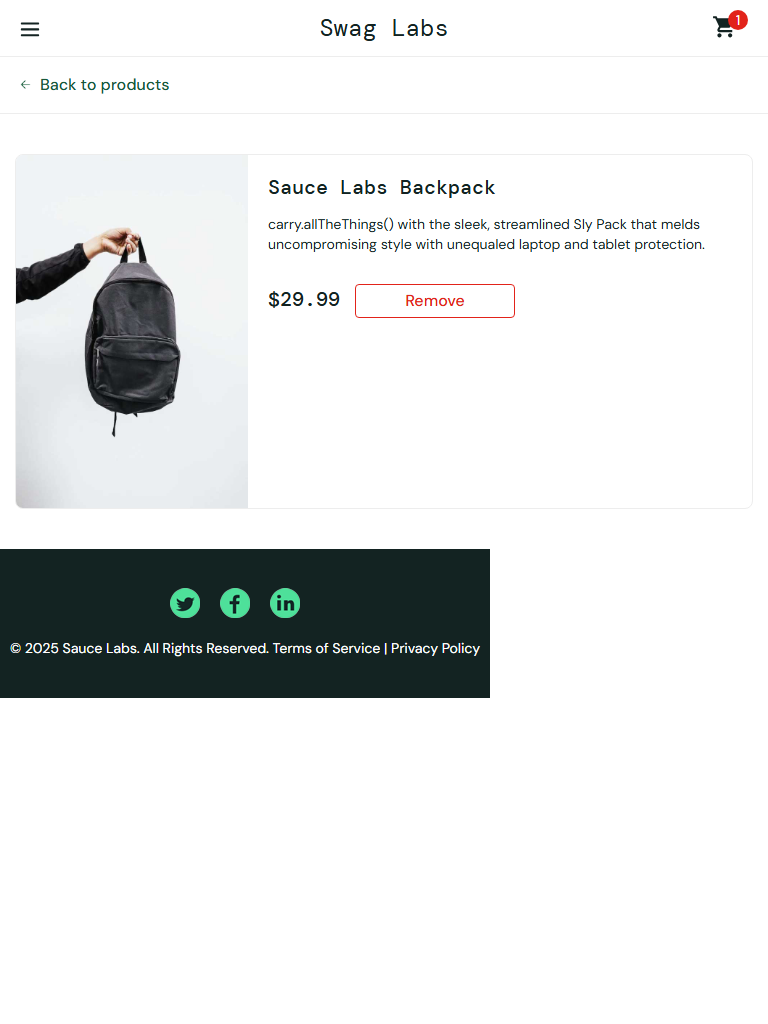 Swag Labs
1
Back to products
Sauce Labs Backpack
carry.allTheThings() with the sleek, streamlined Sly Pack that melds
uncompromising style with unequaled laptop and tablet protection.
$29.99
Remove
© 2025 Sauce Labs. All Rights Reserved. Terms of Service | Privacy Policy